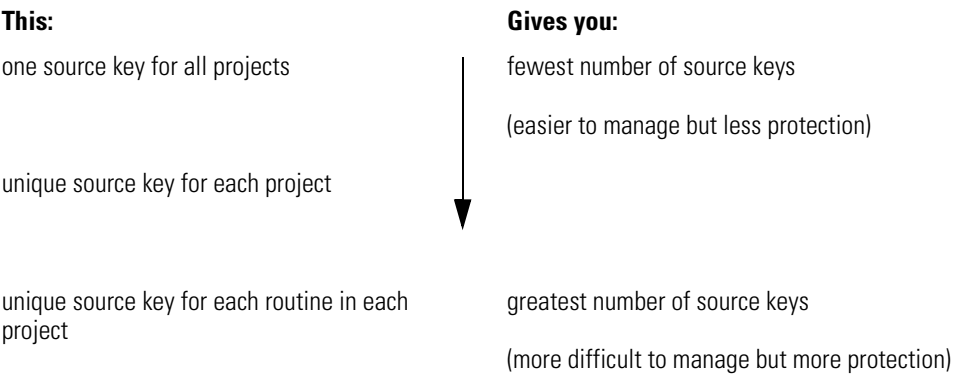 This:
Gives you:
one source key for all projects
fewest number of source keys
(easier to manage but less protection)
unique source key for each project
unique source key for each routine in each
project
greatest number of source keys
(more difficult to manage but more protection)